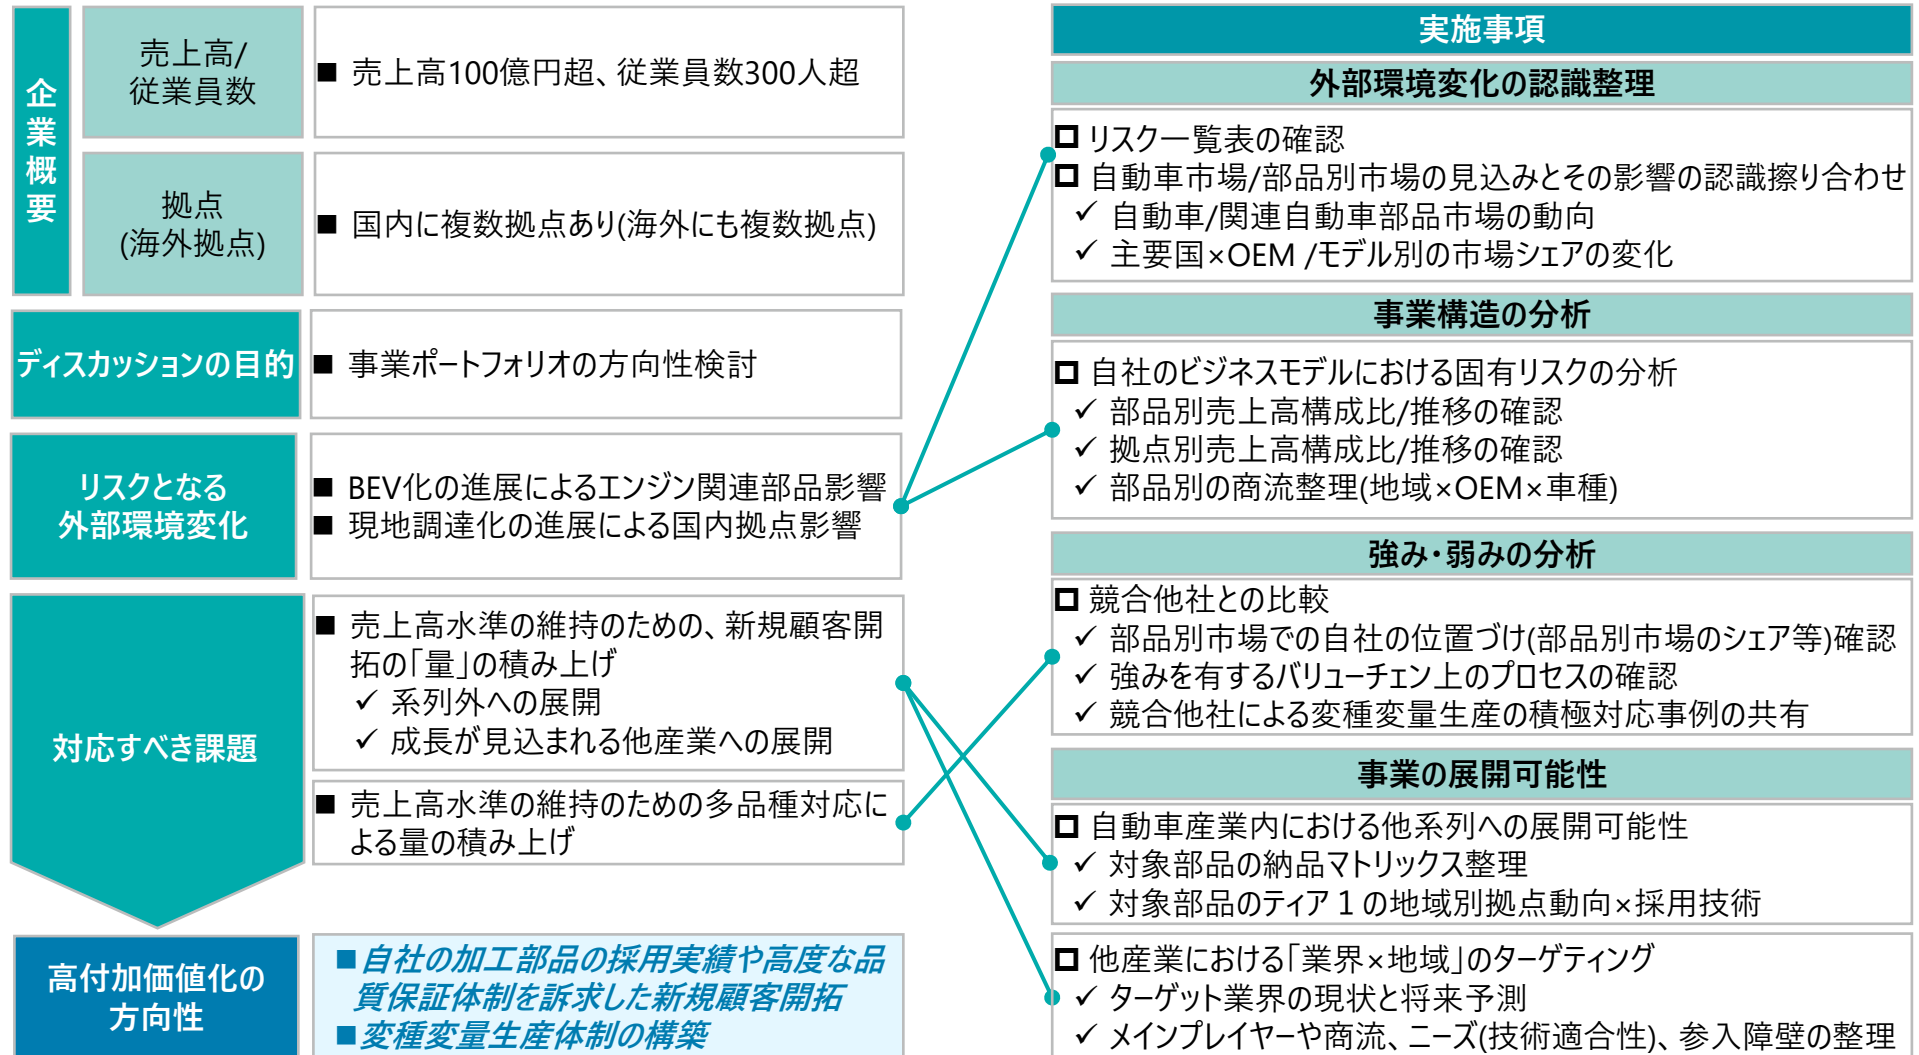 企業概要
売上高/
従業員数
■ 売上高100億円超、従業員数300人超
拠点
(海外拠点)
■ 国内に複数拠点あり(海外にも複数拠点)
ディスカッションの目的
■ 事業ポートフォリオの方向性検討
リスクとなる
外部環境変化
■ BEV化の進展によるエンジン関連部品影響
■ 現地調達化の進展による国内拠点影響
対応すべき課題
■ 売上高水準の維持のための、新規顧客開
拓の「量」の積み上げ
✓ 系列外への展開
✓ 成長が見込まれる他産業への展開
■ 売上高水準の維持のための多品種対応に
よる量の積み上げ
高付加価値化の
方向性
■自社の加工部品の採用実績や高度な品
質保証体制を訴求した新規顧客開拓
■変種変量生産体制の構築
実施事項
外部環境変化の認識整理
□ リスク一覧表の確認
□ 自動車市場/部品別市場の見込みとその影響の認識擦り合わせ
✓ 自動車/関連自動車部品市場の動向
✓ 主要国×OEM /モデル別の市場シェアの変化
事業構造の分析
□ 自社のビジネスモデルにおける固有リスクの分析
✓ 部品別売上高構成比/推移の確認
✓ 拠点別売上高構成比/推移の確認
✓ 部品別の商流整理(地域×OEM×車種)
強み・弱みの分析
□ 競合他社との比較
✓ 部品別市場での自社の位置づけ(部品別市場のシェア等)確認
✓ 強みを有するバリューチェン上のプロセスの確認
✓ 競合他社による変種変量生産の積極対応事例の共有
事業の展開可能性
□ 自動車産業内における他系列への展開可能性
✓ 対象部品の納品マトリックス整理
✓ 対象部品のティア１の地域別拠点動向×採用技術
□ 他産業における「業界×地域」のターゲティング
✓ ターゲット業界の現状と将来予測
✓ メインプレイヤーや商流、ニーズ(技術適合性)、参入障壁の整理